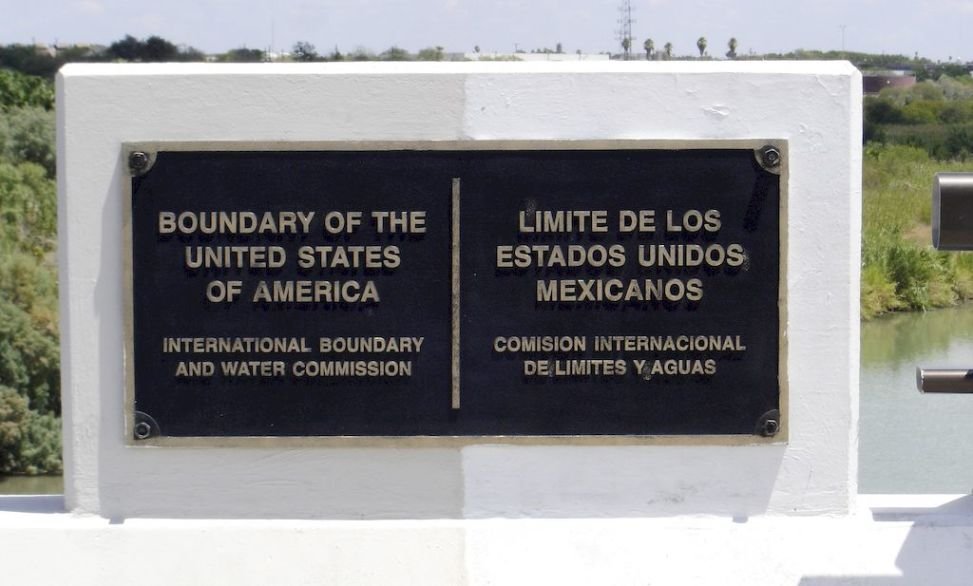 BOUNDARY OF THE
UNITED STATES
OF AMERICA
INTERNATIONAL BOUNDARY
AND WATER COMMISSION
LIMITE DE LOS
ESTADOS UNIDOS
MEXICANOS
COMISION INTERNACIONAL
DE LIMITES Y AGUAS